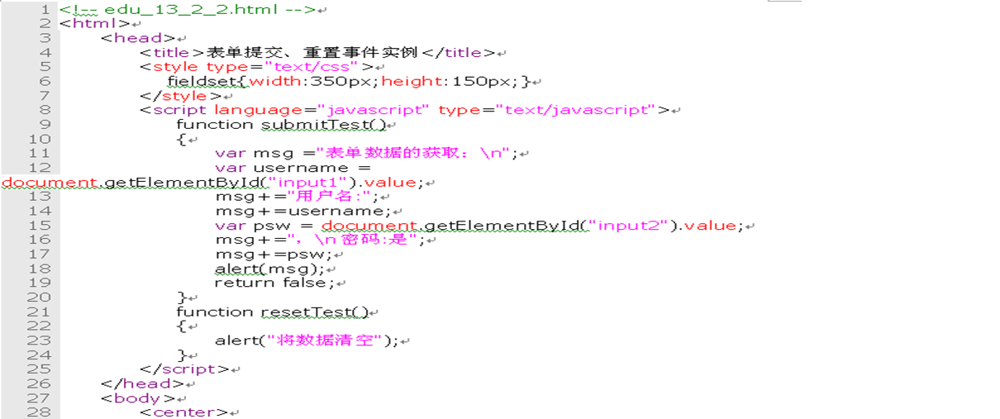 1 <!-- edu_13_2_2.html -->
2 <html>
3 <head>
4 <title>表单提交、重置事件实例</title>
5 <style type="text/css">
6 fieldset{width:350px;height:150px;}
7 </style>
8 <script language="javascript" type="text/javascript">
9 function submitTest()
10 {
11 var msg ="表单数据的获取：\n";
12 var username =
document.getElementById("input1").value;
13 msg+="用户名:";
14 msg+=username;
15 var psw = document.getElementById("input2").value;
16 msg+="，\n密码:是";
17 msg+=psw;
18 alert(msg);
19 return false;
20 }
21 function resetTest()
22 {
23 alert("将数据清空");
24 }
25 </script>
26 </head>
27 <body>
28 <center>